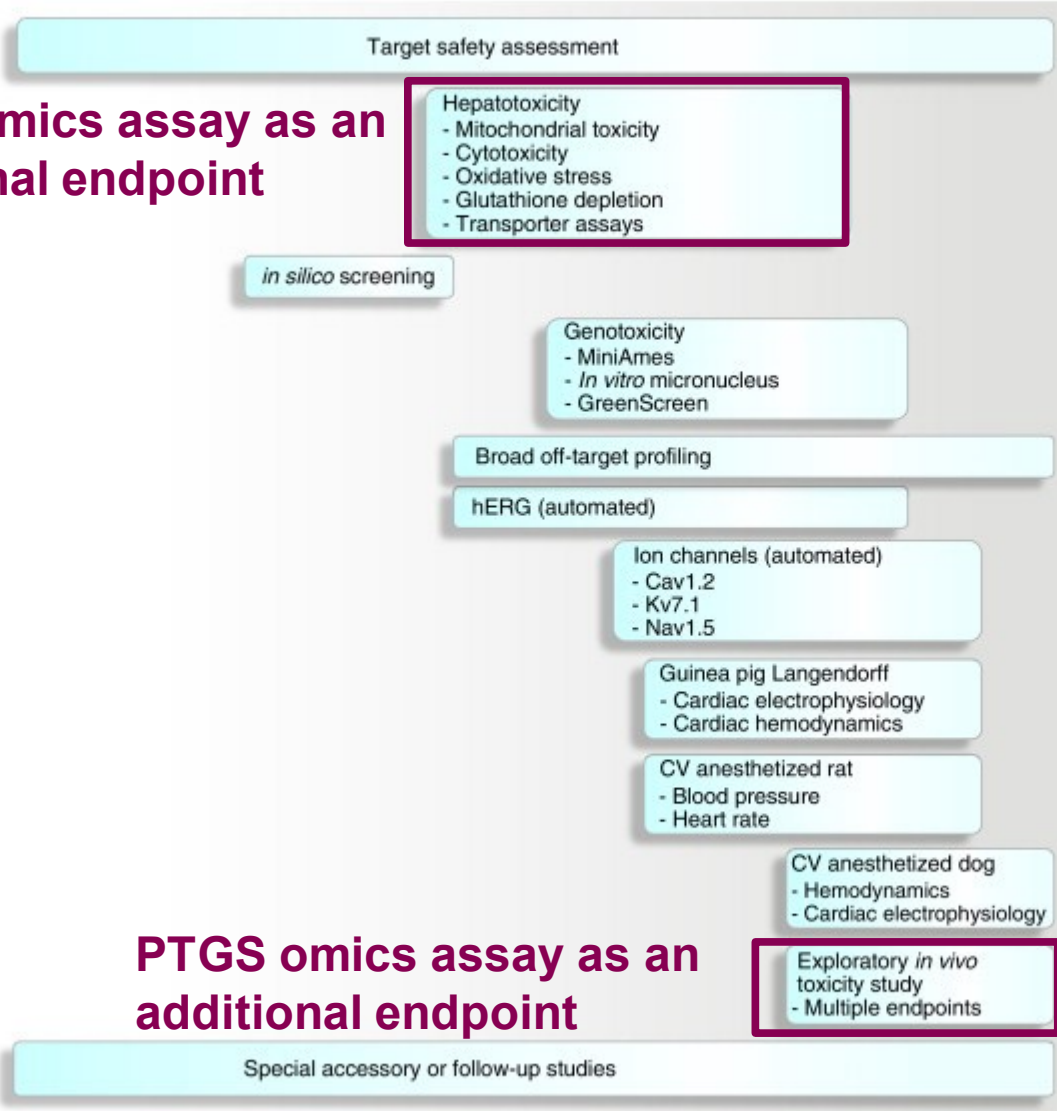 Target safety assessment
omics assay as an
endpoint
Hepatotoxicity
- Mitochondrial toxicity
- Cytotoxicity
- Oxidative stress
- Glutathione depletion
- Transporter assays
in silico screening
Genotoxicity
- MiniAmes
- In vitro micronucleus
- GreenScreen
Broad off-target profiling
hERG (automated)
Ion channels (automated)
- Cav1.2
- Kv7.1
- Nav1.5
Guinea pig Langendorff
- Cardiac electrophysiology
- Cardiac hemodynamics
CV anesthetized rat
- Blood pressure
- Heart rate
CV anesthetized dog
- Hemodynamics
- Cardiac electrophysiology
PTGS omics assay as an
additional endpoint
Exploratory in vivo
toxicity study
- Multiple endpoints
Special accessory or follow-up studies